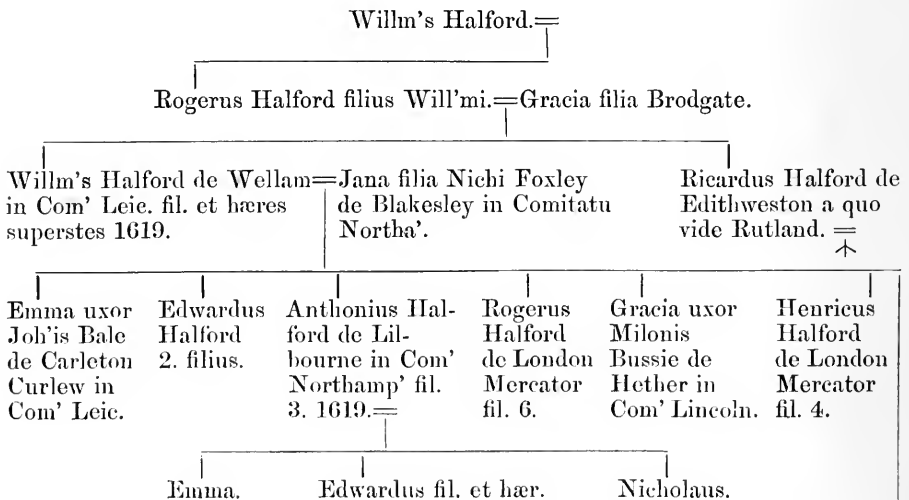 Willm's Halford.=
Rogerus Halford filius Will'mi.=Gracia filia Brodgate.
Willm's Halford de Wellam=Jana filia Nichi Foxley
in Com' Leic. fil. et hæres
superstes 1619.
de Blakesley in Comitatu
Northa'.
Ricardus Halford de
Edithweston a quo
vide Rutland. =
Emma uxor
Joh'is Bale
de Carleton
Curlew in
Com' Leic.
Edwardus
Halford
2. filius.
Anthonius Hal-
ford de Lil-
bourne in Com'
Northamp' fil.
3. 1619.=
Rogerus
Halford
de London
Mercator
fil. 6.
Gracia uxor
Milonis
Bussie de
Hether in
Com' Lincoln.
Henricus
Halford
de London
Mercator
fil. 4.
Emma.
Edwardus fil. et hær.
Nicholaus.